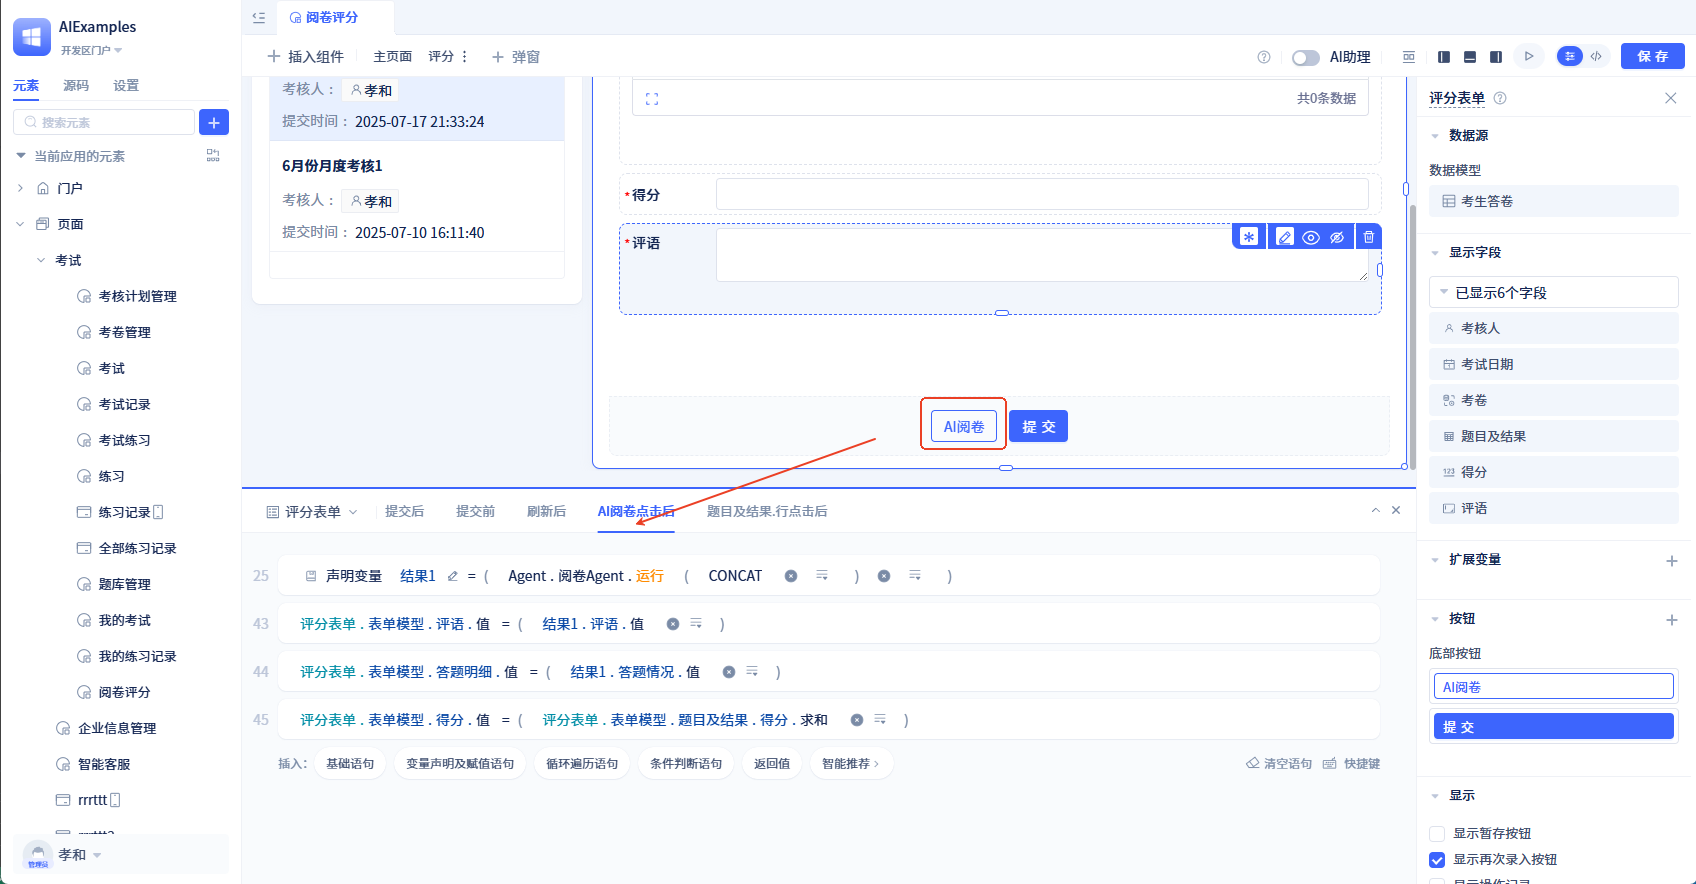 AIExamples
开发区门户
元素 源码 设置
搜索元素
当前应用的元素
门户
页面
考试
考核计划管理
考卷管理
考试
考试记录
考试练习
练习
练习记录
全部练习记录
题库管理
我的考试
我的练习记录
阅卷评分
企业信息管理
智能客服
rrrttt
孝和
管理员
阅卷评分
插入组件 主页面 评分 弹窗
AI助理
保 存
考核人： 孝和
提交时间： 2025-07-17 21:33:24
6月份月度考核1
考核人： 孝和
提交时间： 2025-07-10 16:11:40
共0条数据
*得分
*评语
AI阅卷 提 交
评分表单 提交后 提交前 刷新后 AI阅卷点击后 题目及结果.行点击后
25 声明变量 结果1 = ( Agent . 阅卷Agent . 运行 ( CONCAT ) )
43 评分表单 . 表单模型 . 评语 . 值 = ( 结果1 . 评语 . 值 )
44 评分表单 . 表单模型 . 答题明细 . 值 = ( 结果1 . 答题情况 . 值 )
45 评分表单 . 表单模型 . 得分 . 值 = ( 评分表单 . 表单模型 . 题目及结果 . 得分 . 求和 )
插入： 基础语句 变量声明及赋值语句 循环遍历语句 条件判断语句 返回值 智能推荐 清空语句 快捷键
评分表单
数据源
数据模型
考生答卷
显示字段
已显示6个字段
考核人
考试日期
考卷
题目及结果
123 得分
评语
扩展变量
按钮
底部按钮
AI阅卷
提 交
显示
显示暂存按钮
显示再次录入按钮